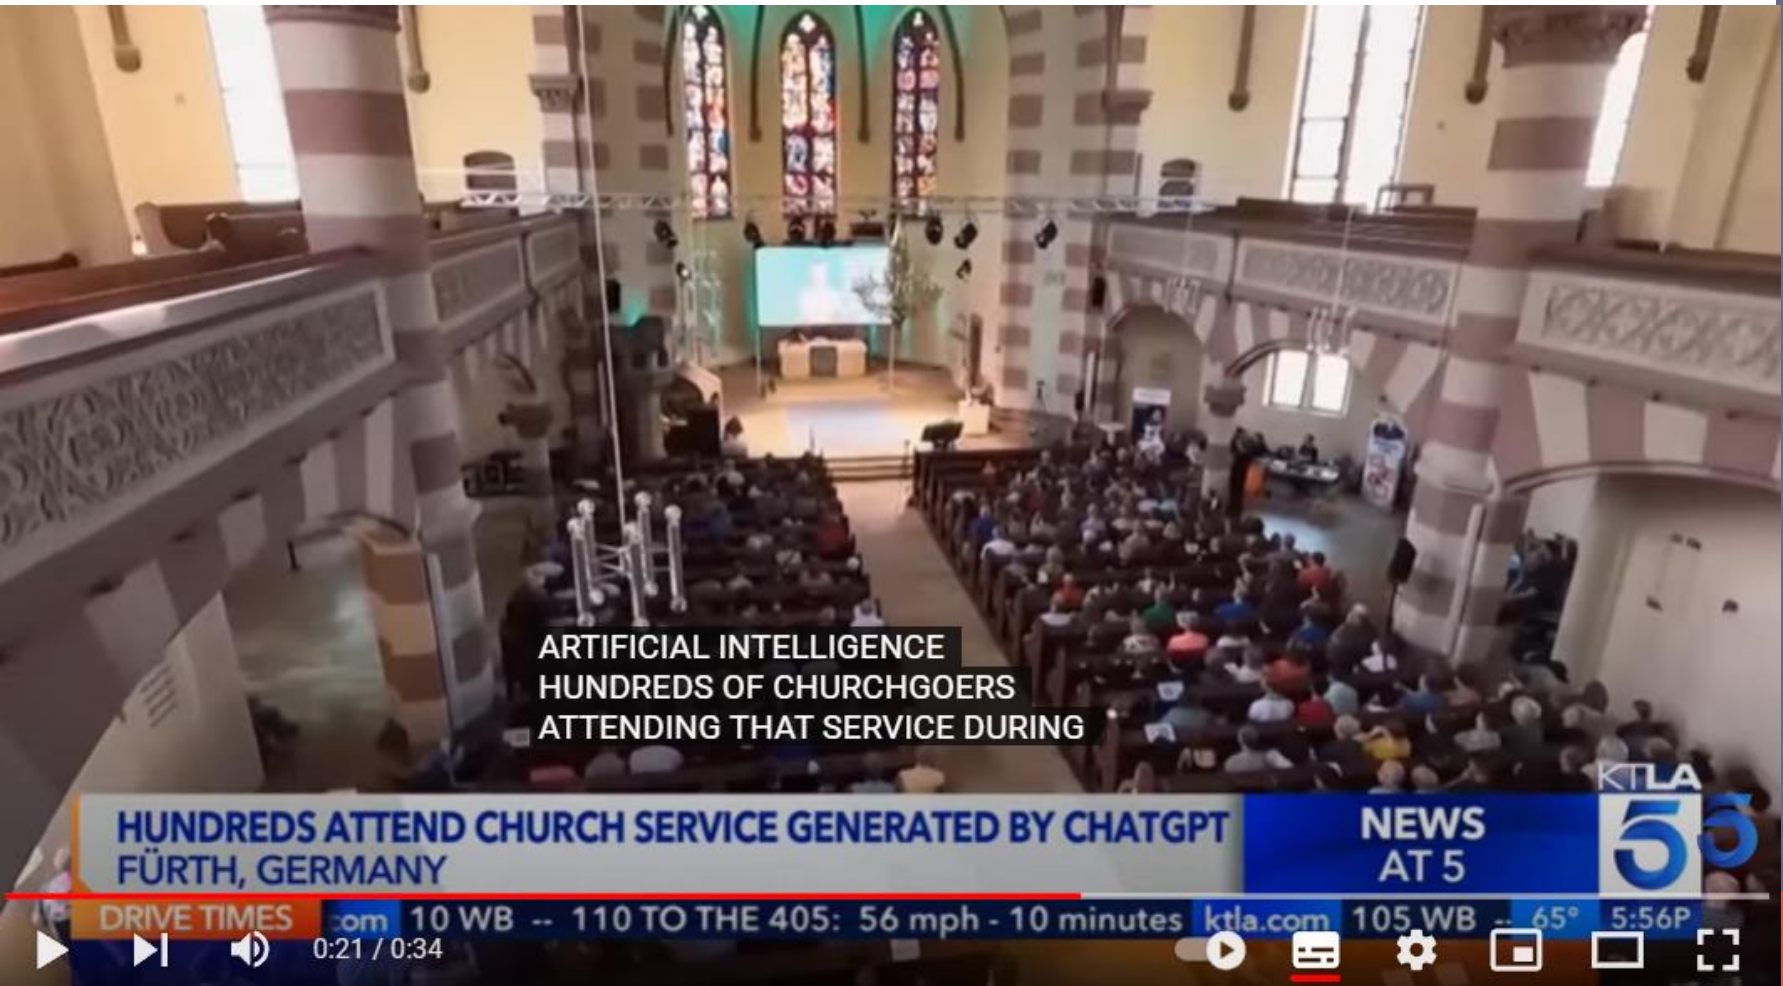 ARTIFICIAL INTELLIGENCE
HUNDREDS OF CHURCHGOERS
ATTENDING THAT SERVICE DURING
KTLA
HUNDREDS ATTEND CHURCH SERVICE GENERATED BY CHATGPT
FÜRTH, GERMANY
NEWS
AT 5
5 5
DRIVE TIMES com 10 WB -- 110 TO THE 405: 56 mph - 10 minutes ktla.com 105 WB -- 65° 5:56P
0:21 / 0:34